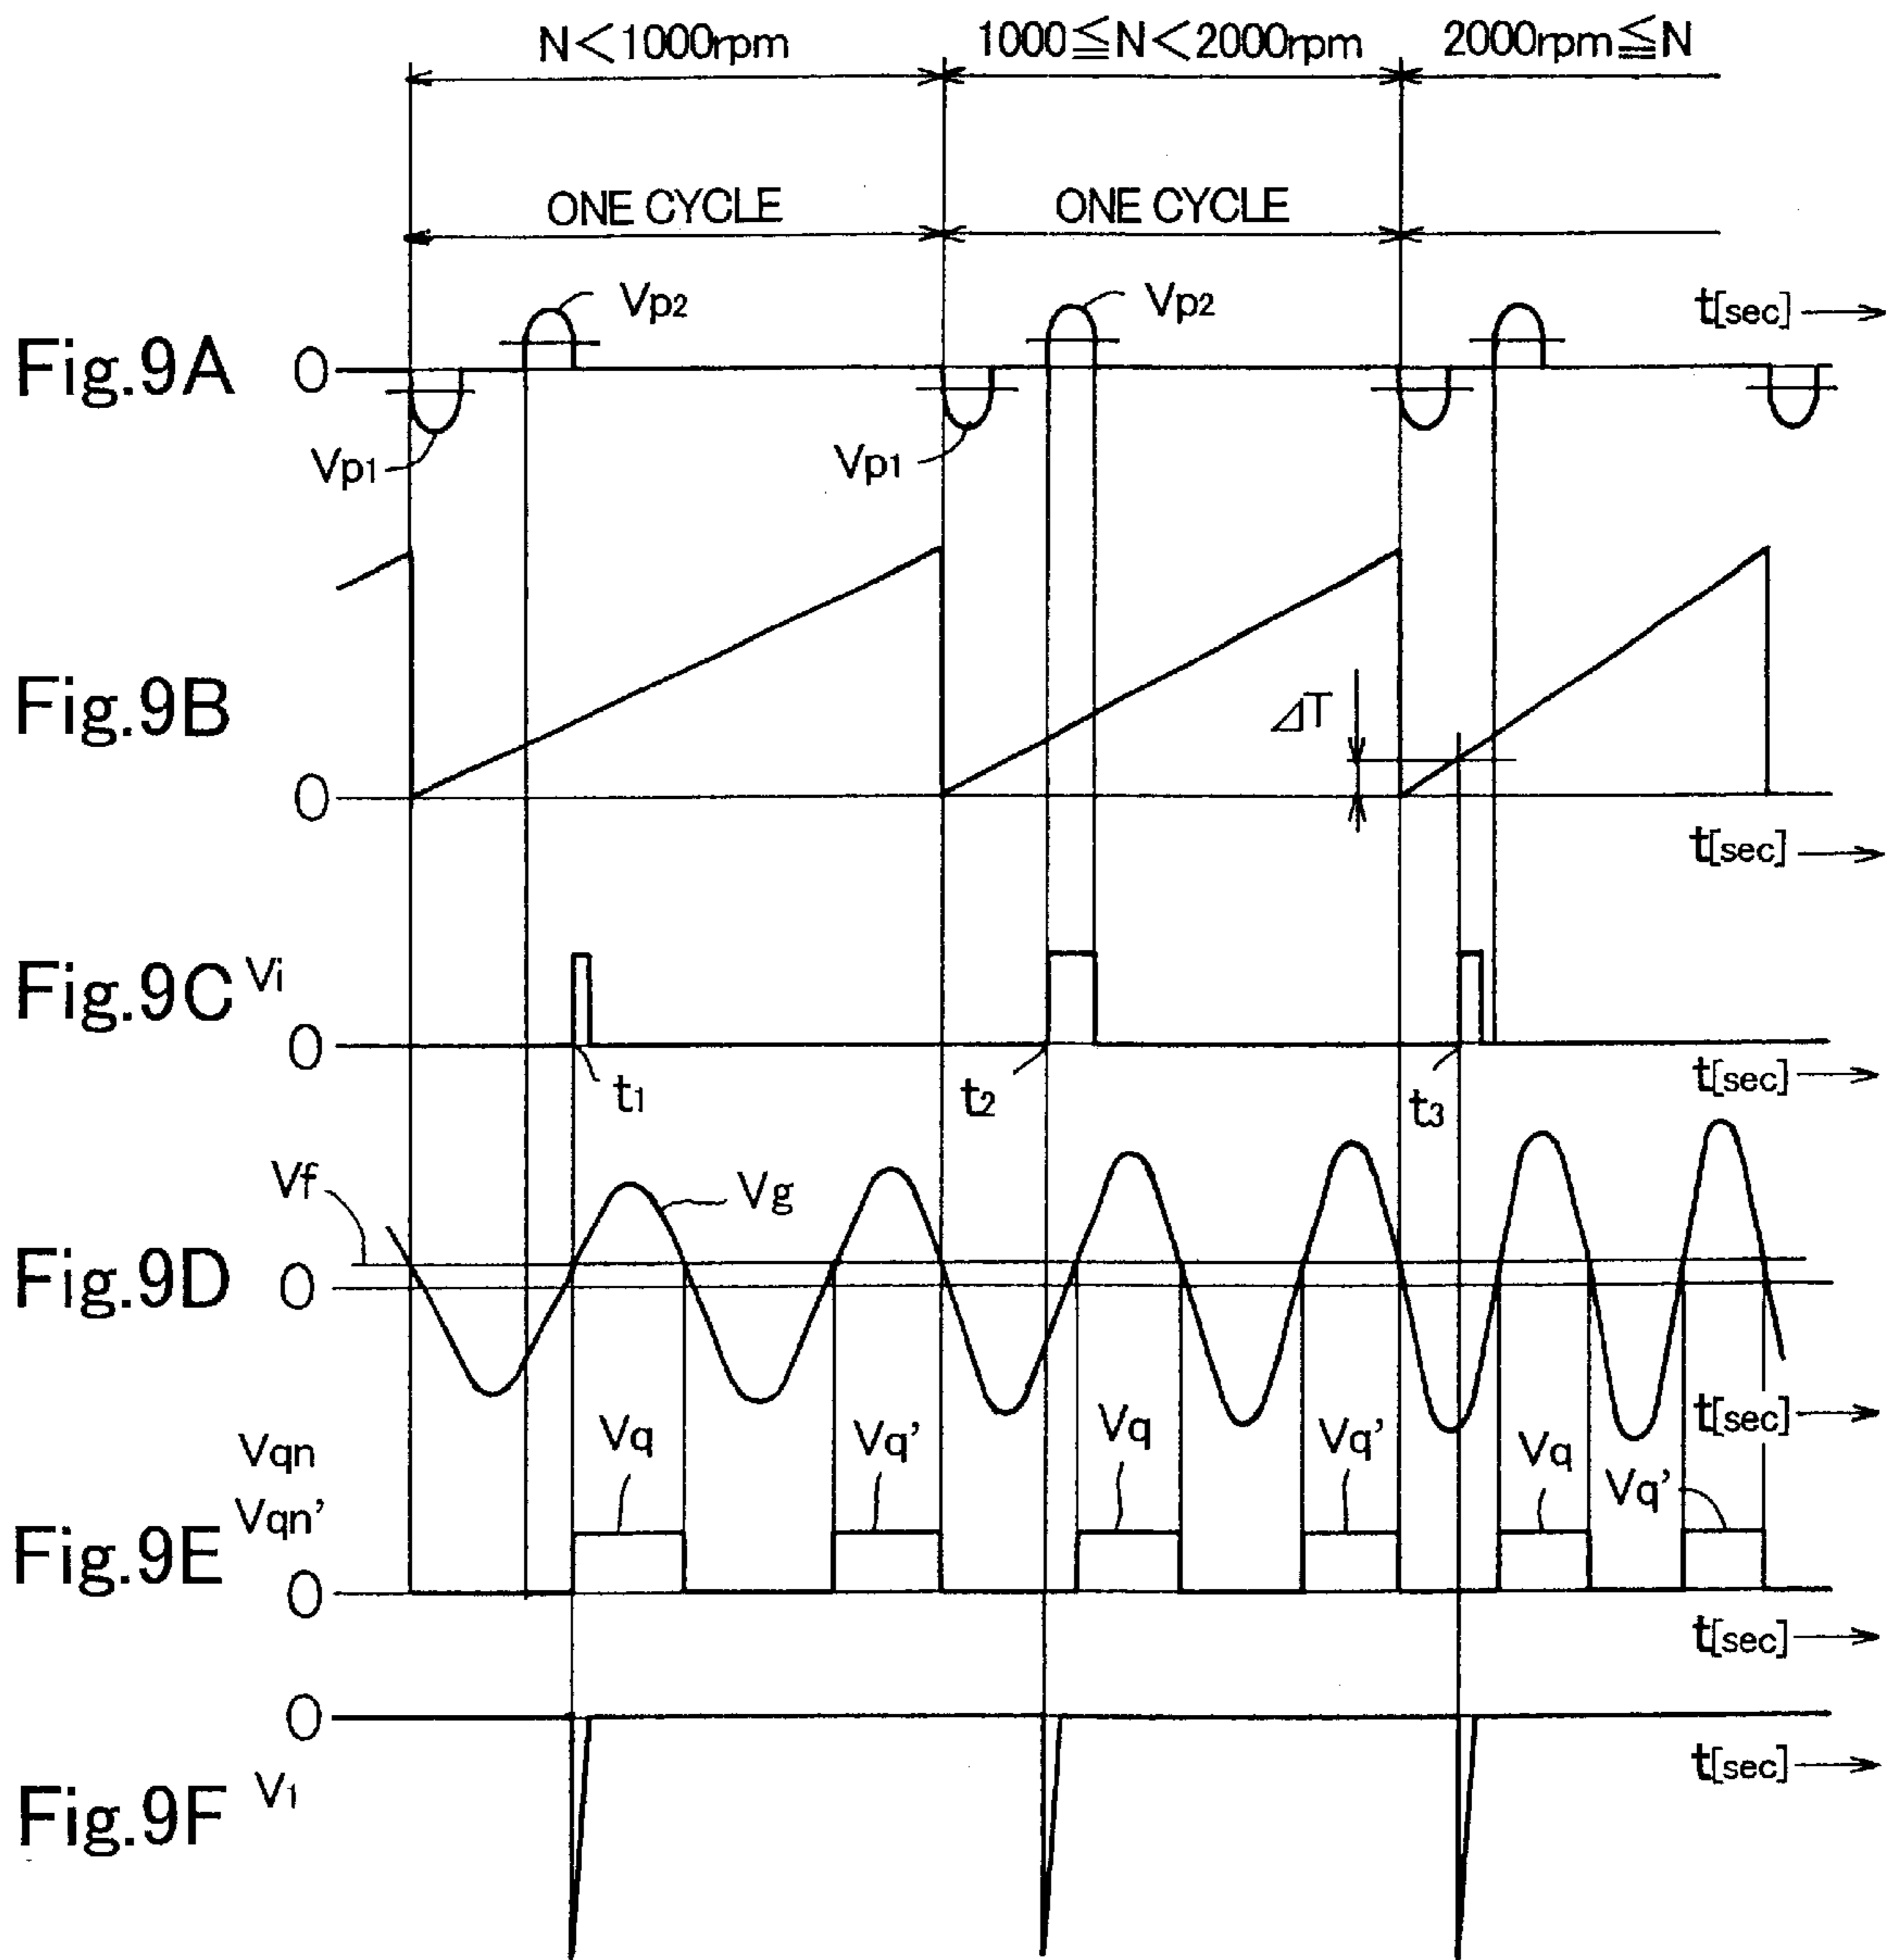 N<1000rpm 1000≦N<2000rpm 2000rpm≦N
ONE CYCLE ONE CYCLE
Vp2 Vp2 t[sec]
Fig.9A 0
Vp1 Vp1
Fig.9B ⊿T
0
t[sec]
Fig.9C Vi
0
t1 t2 t3 t[sec]
Vf Vg
Fig.9D 0
t[sec]
Vqn Vq Vq' Vq Vq' Vq Vq'
Vqn'
Fig.9E 0
t[sec]
0
t[sec]
Fig.9F V1